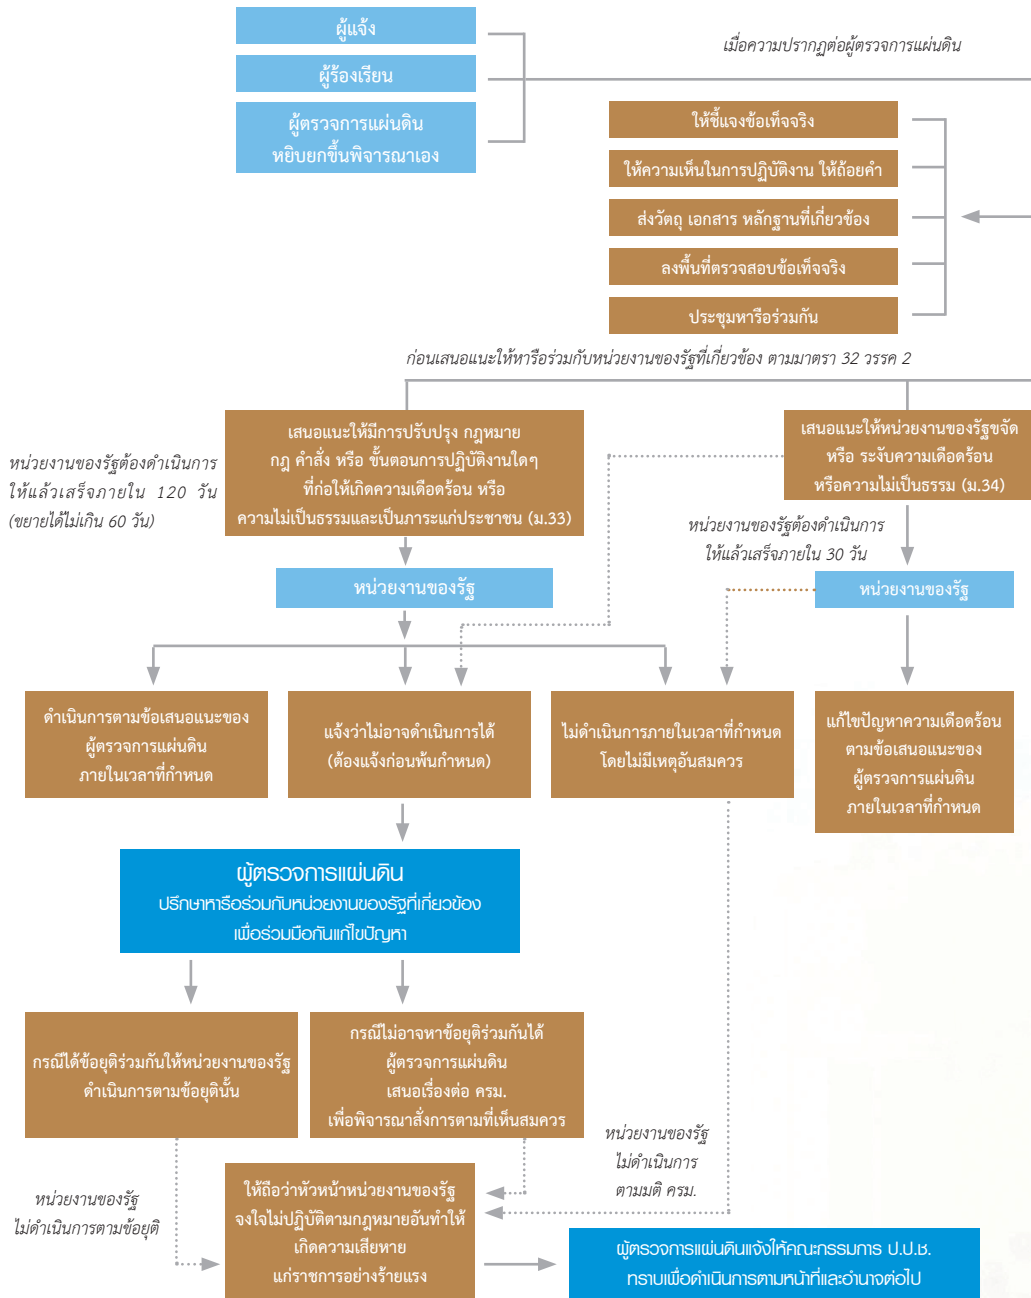 ผู้แจ้ง
ผู้ร้องเรียน
ผู้ตรวจการแผ่นดิน
หยิบยกขึ้นพิจารณาเอง
เมื่อความปรากฏต่อผู้ตรวจการแผ่นดิน
ให้ชี้แจงข้อเท็จจริง
ให้ความเห็นในการปฏิบัติงาน ให้ถ้อยคำ
ส่งวัตถุ เอกสาร หลักฐานที่เกี่ยวข้อง
ลงพื้นที่ตรวจสอบข้อเท็จจริง
ประชุมหารือร่วมกัน
ก่อนเสนอแนะให้หารือร่วมกับหน่วยงานของรัฐที่เกี่ยวข้อง ตามมาตรา 32 วรรค 2
หน่วยงานของรัฐต้องดำเนินการ
ให้แล้วเสร็จภายใน 120 วัน
(ขยายได้ไม่เกิน 60 วัน)
เสนอแนะให้มีการปรับปรุง กฎหมาย
กฎ คำสั่ง หรือ ขั้นตอนการปฏิบัติงานใดๆ
ที่ก่อให้เกิดความเดือดร้อน หรือ
ความไม่เป็นธรรมและเป็นภาระแก่ประชาชน (ม.33)
เสนอแนะให้หน่วยงานของรัฐขจัด
หรือ ระงับความเดือดร้อน
หรือความไม่เป็นธรรม (ม.34)
หน่วยงานของรัฐต้องดำเนินการ
ให้แล้วเสร็จภายใน 30 วัน
หน่วยงานของรัฐ
หน่วยงานของรัฐ
ดำเนินการตามข้อเสนอแนะของ
ผู้ตรวจการแผ่นดิน
ภายในเวลาที่กำหนด
แจ้งว่าไม่อาจดำเนินการได้
(ต้องแจ้งก่อนพ้นกำหนด)
ไม่ดำเนินการภายในเวลาที่กำหนด
โดยไม่มีเหตุอันสมควร
แก้ไขปัญหาความเดือดร้อน
ตามข้อเสนอแนะของ
ผู้ตรวจการแผ่นดิน
ภายในเวลาที่กำหนด
ผู้ตรวจการแผ่นดิน
ปรึกษาหารือร่วมกับหน่วยงานของรัฐที่เกี่ยวข้อง
เพื่อร่วมมือกันแก้ไขปัญหา
กรณีได้ข้อยุติร่วมกันให้หน่วยงานของรัฐ
ดำเนินการตามข้อยุตินั้น
กรณีไม่อาจหาข้อยุติร่วมกันได้
ผู้ตรวจการแผ่นดิน
เสนอเรื่องต่อ ครม.
เพื่อพิจารณาสั่งการตามที่เห็นสมควร
หน่วยงานของรัฐ
ไม่ดำเนินการ
ตามมติ ครม.
หน่วยงานของรัฐ
ไม่ดำเนินการตามข้อยุติ
ให้ถือว่าหัวหน้าหน่วยงานของรัฐ
จงใจไม่ปฏิบัติตามกฎหมายอันทำให้
เกิดความเสียหาย
แก่ราชการอย่างร้ายแรง
ผู้ตรวจการแผ่นดินแจ้งให้คณะกรรมการ ป.ป.ช.
ทราบเพื่อดำเนินการตามหน้าที่และอำนาจต่อไป